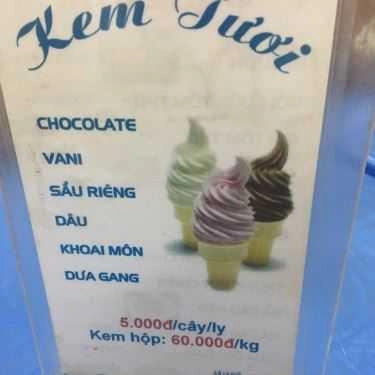 Kem Tươi
CHOCOLATE
VANI
SẦU RIÊNG
DÂU
KHOAI MÔN
DƯA GANG
5.000đ/cây/ly
Kem hộp: 60.000đ/kg